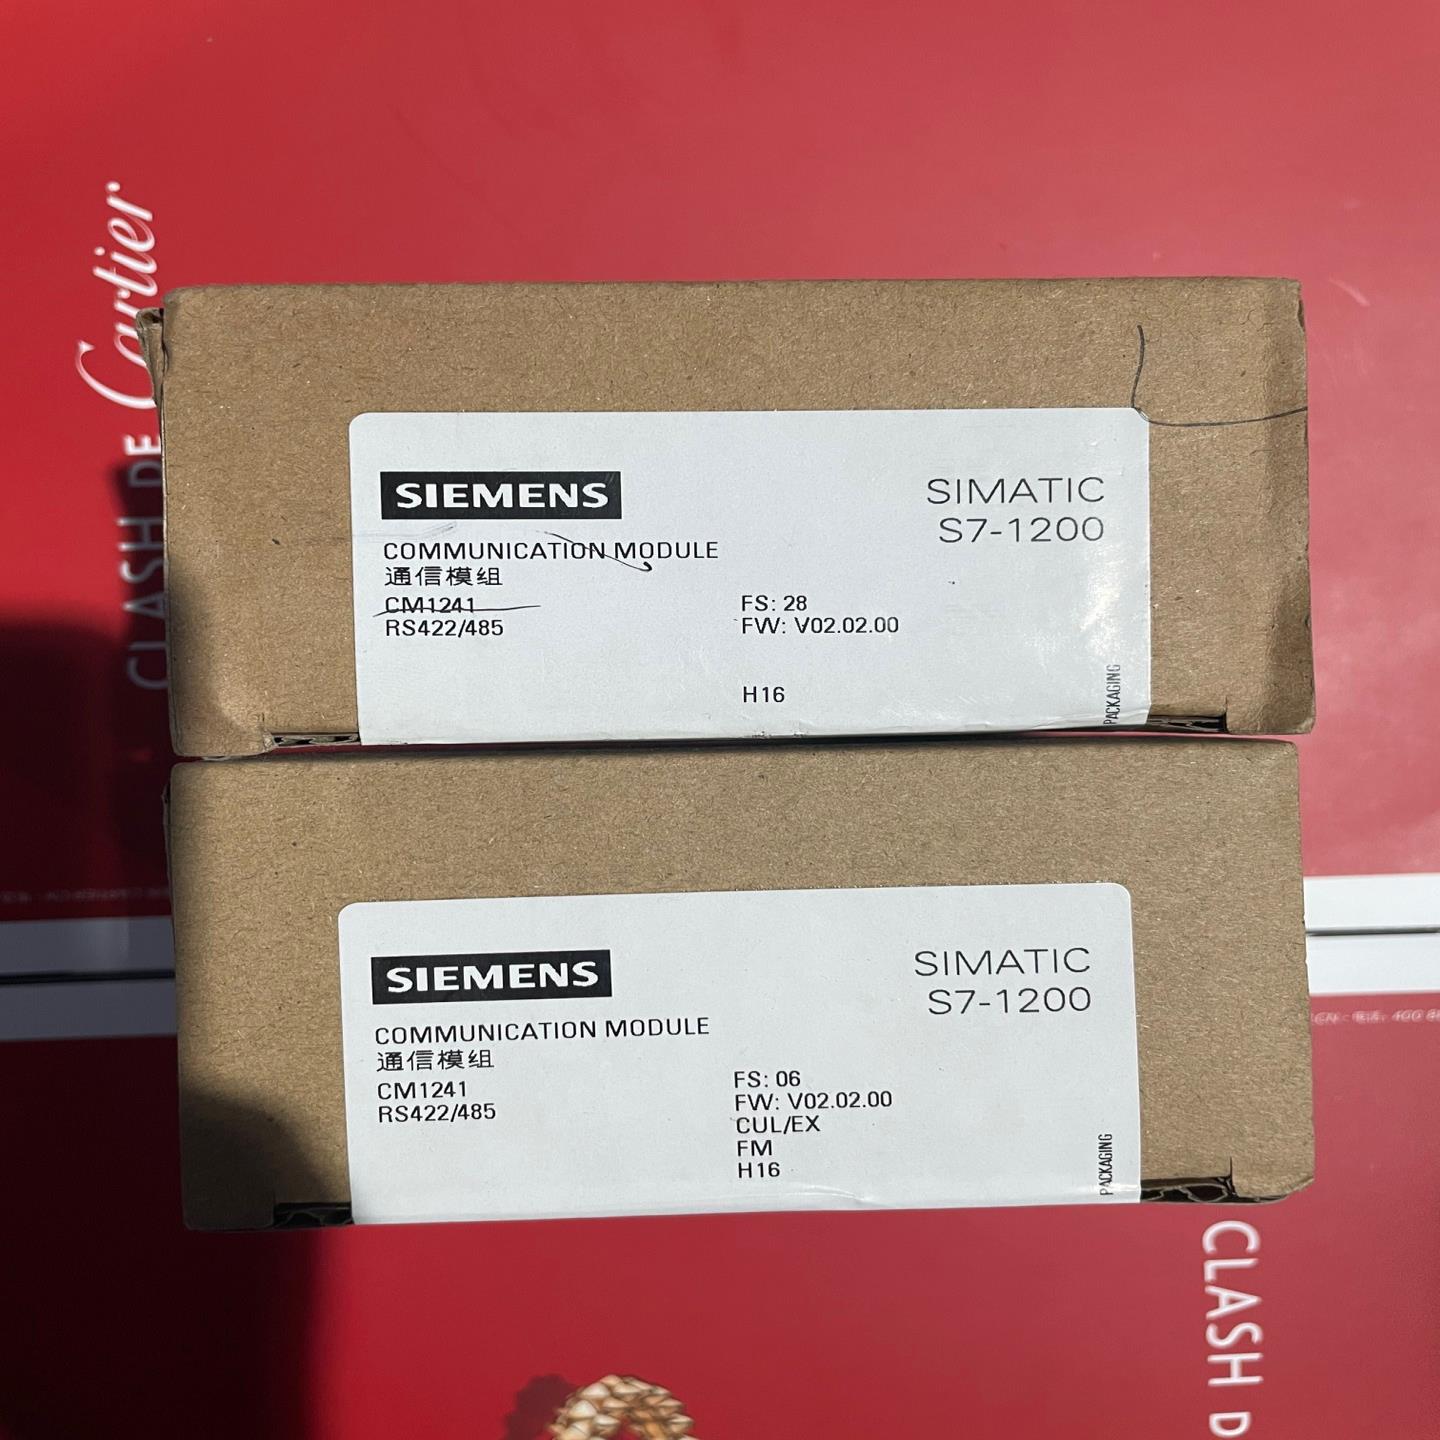 CLASH DE Cartier
SIEMENS
SIMATIC
S7-1200
COMMUNICATION MODULE
通信模组
CM1241
RS422/485
FS: 28
FW: V02.02.00
H16
PACKAGING
SIEMENS
SIMATIC
S7-1200
COMMUNICATION MODULE
通信模组
CM1241
RS422/485
FS: 06
FW: V02.02.00
CUL/EX
FM
H16
PACKAGING
CLASH D